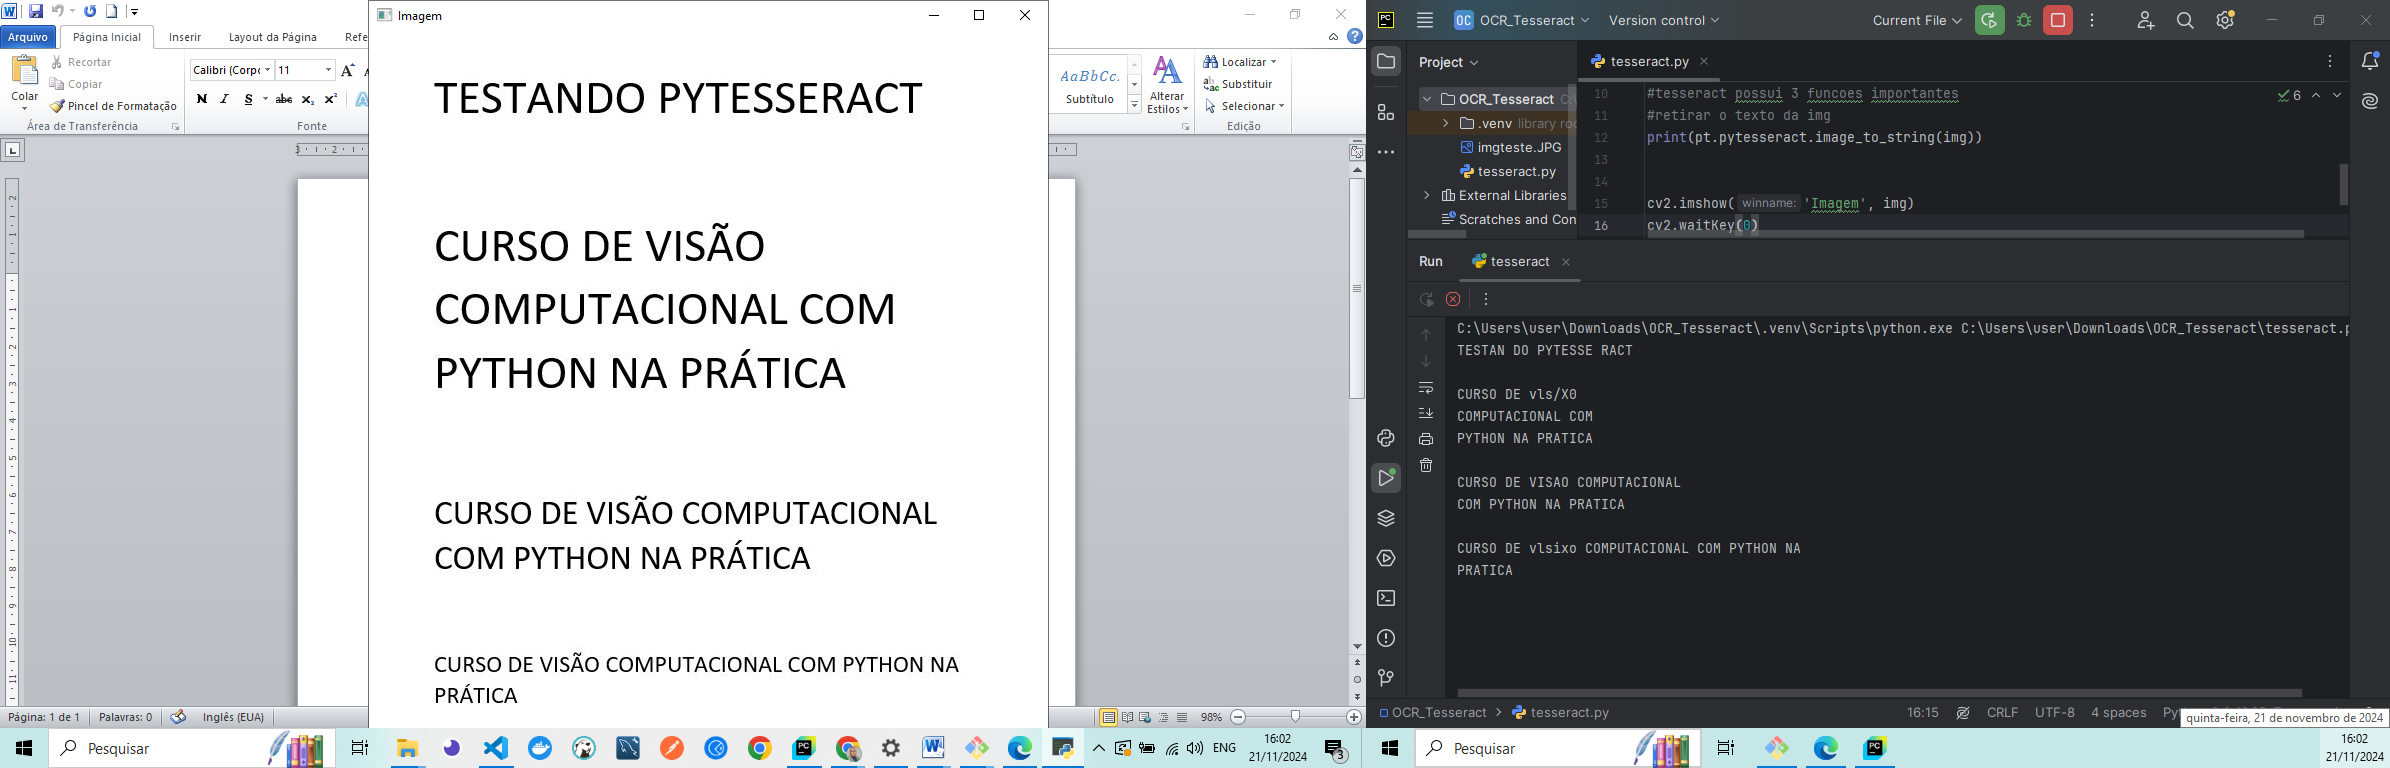 Arquivo
Página Inicial
Inserir
Layout da Página
Refe
Colar
Recortar
Copiar
Pincel de Formatação
Área de Transferência
Calibri (Corpo
11
N I S abc x₂ x²
Fonte
Imagem
TESTANDO PYTESSERACT
CURSO DE VISÃO
COMPUTACIONAL COM
PYTHON NA PRÁTICA
CURSO DE VISÃO COMPUTACIONAL
COM PYTHON NA PRÁTICA
CURSO DE VISÃO COMPUTACIONAL COM PYTHON NA
PRÁTICA
AaBbCc.
Subtítulo
Alterar
Estilos
Localizar
Substituir
Selecionar
Edição
Página: 1 de 1
Palavras: 0
Inglês (EUA)
98%
Pesquisar
ENG
16:02
21/11/2024
3
PC
OC
OCR_Tesseract
Version control
Current File
Project
OCR_Tesseract
.venv library roo
imgteste.JPG
tesseract.py
External Libraries
Scratches and Con
tesseract.py
6
10 #tesseract possui 3 funcoes importantes
11 #retirar o texto da img
12 print(pt.pytesseract.image_to_string(img))
13
14
15 cv2.imshow( winname: 'Imagem', img)
16 cv2.waitKey(0)
Run
tesseract
C:\Users\user\Downloads\OCR_Tesseract\.venv\Scripts\python.exe C:\Users\user\Downloads\OCR_Tesseract\tesseract.p
TESTAN DO PYTESSE RACT
CURSO DE vls/X0
COMPUTACIONAL COM
PYTHON NA PRATICA
CURSO DE VISAO COMPUTACIONAL
COM PYTHON NA PRATICA
CURSO DE vlsixo COMPUTACIONAL COM PYTHON NA
PRATICA
OCR_Tesseract
tesseract.py
16:15
CRLF
UTF-8
4 spaces
quinta-feira, 21 de novembro de 2024
Pesquisar
16:02
21/11/2024